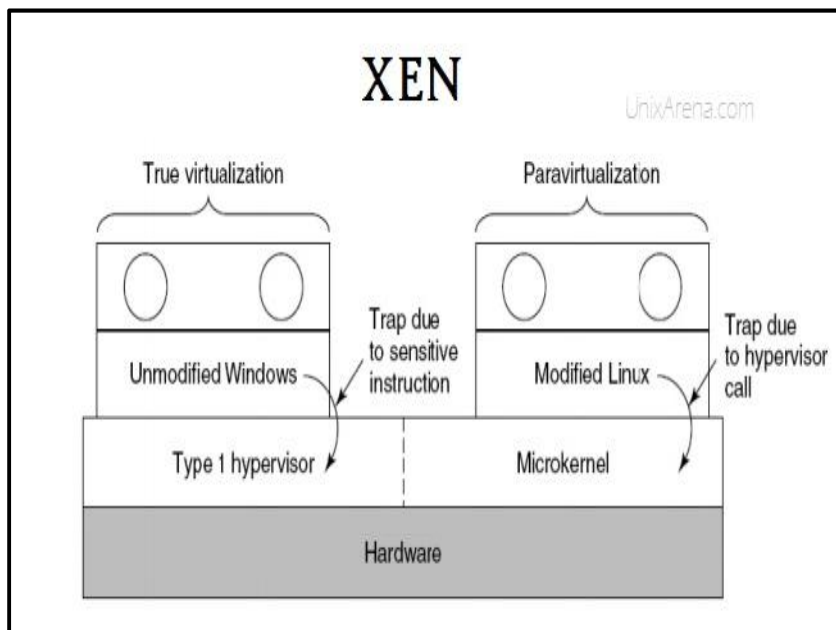 XEN
UnixArena.com
True virtualization
Paravirtualization
Trap due
to sensitive
instruction
Trap due
to hypervisor
call
Unmodified Windows
Modified Linux
Type 1 hypervisor
Microkernel
Hardware